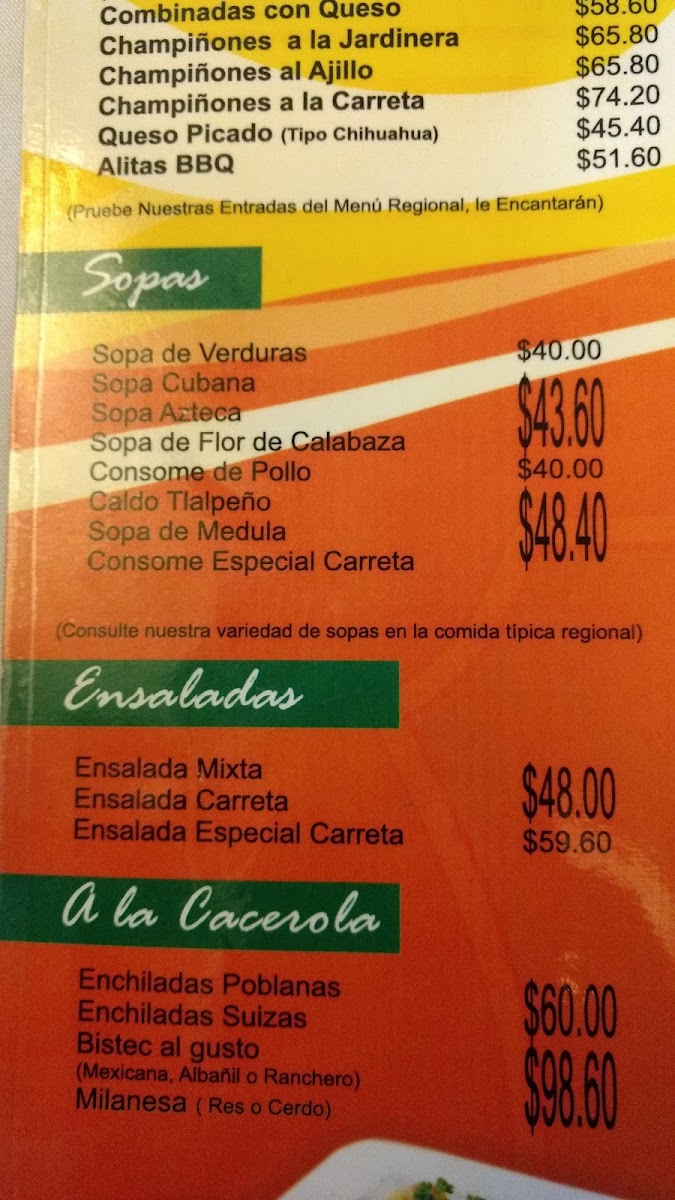 Combinadas con Queso $58.60
Champiñones a la Jardinera $65.80
Champiñones al Ajillo $65.80
Champiñones a la Carreta $74.20
Queso Picado (Tipo Chihuahua) $45.40
Alitas BBQ $51.60
(Pruebe Nuestras Entradas del Menú Regional, le Encantarán)
Sopas
Sopa de Verduras $40.00
Sopa Cubana
Sopa Azteca $43.60
Sopa de Flor de Calabaza
Consome de Pollo $40.00
Caldo Tlalpeño
Sopa de Medula $48.40
Consome Especial Carreta
(Consulte nuestra variedad de sopas en la comida típica regional)
Ensaladas
Ensalada Mixta
Ensalada Carreta $48.00
Ensalada Especial Carreta $59.60
A la Cacerola
Enchiladas Poblanas
Enchiladas Suizas $60.00
Bistec al gusto
(Mexicana, Albañil o Ranchero) $98.60
Milanesa ( Res o Cerdo)